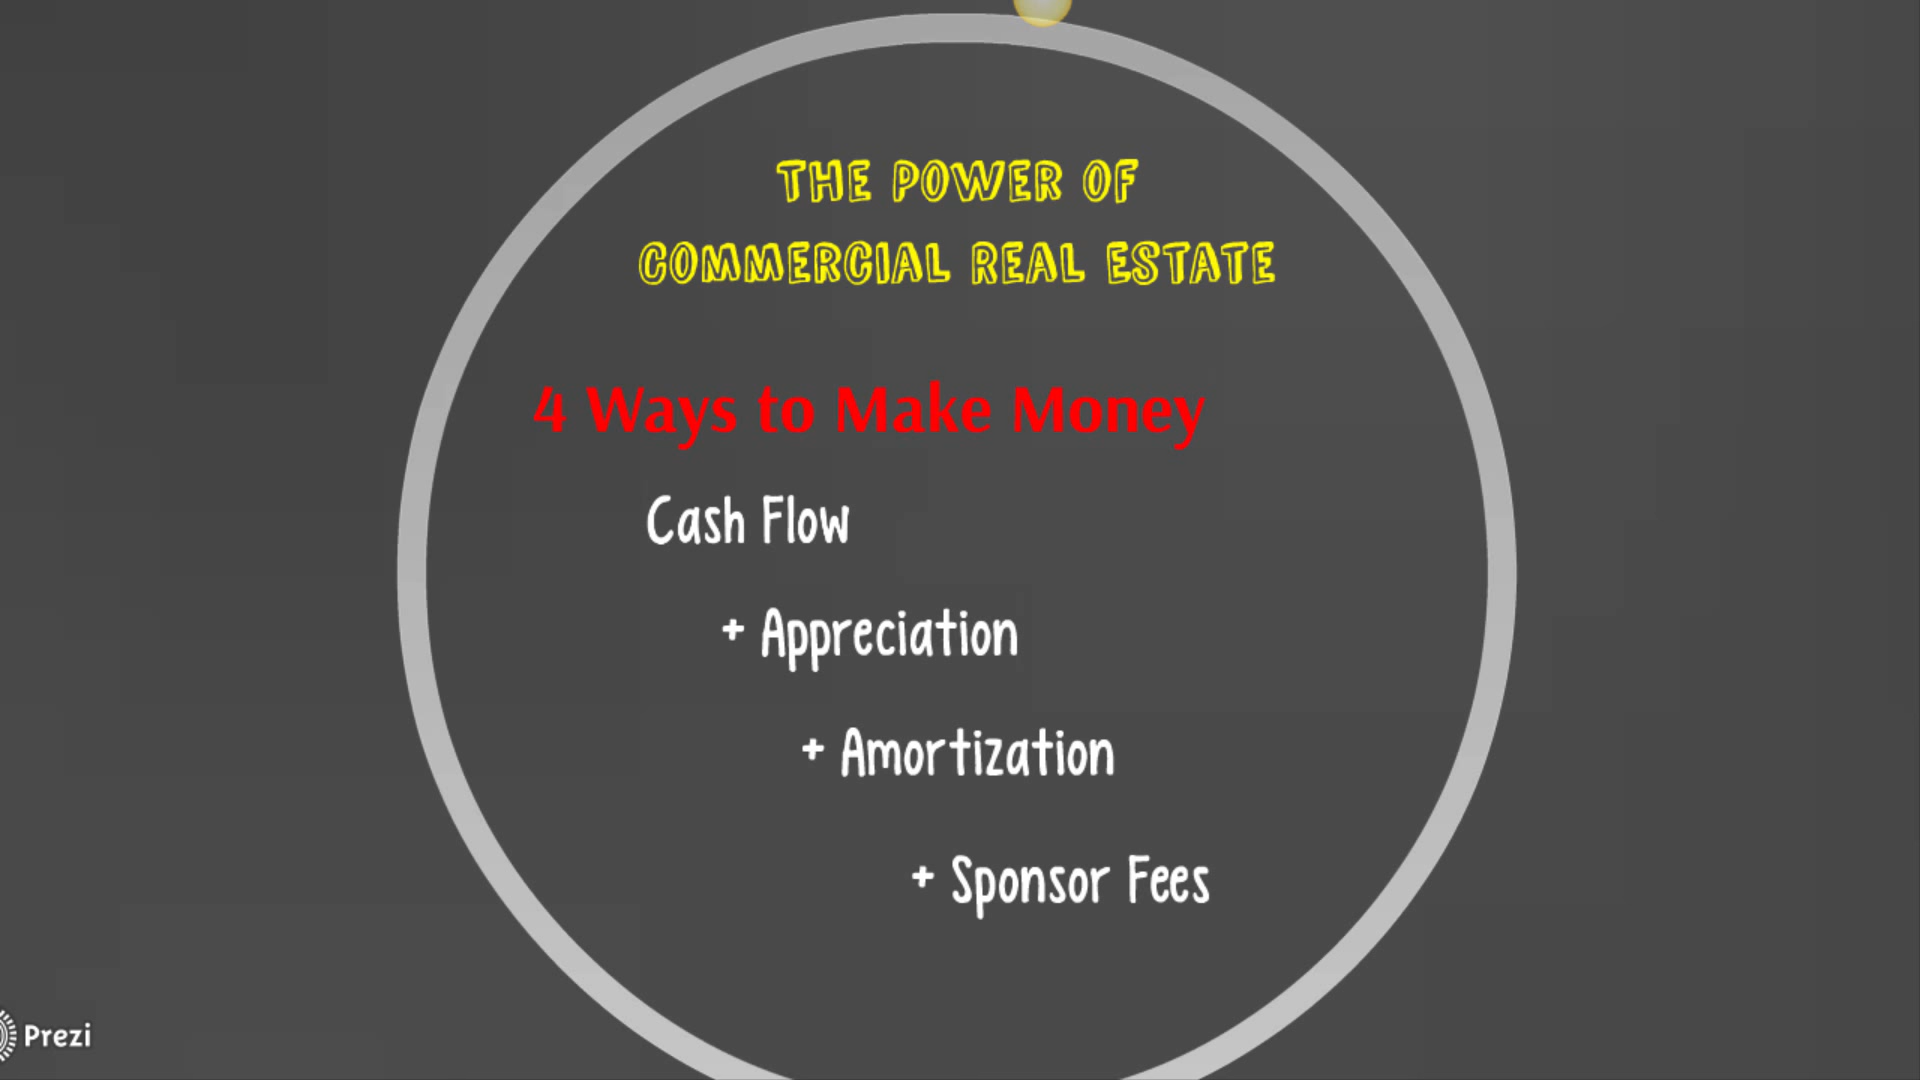 THE POWER OF
COMMERCIAL REAL ESTATE
4 Ways to Make Money
Cash Flow
+ Appreciation
+ Amortization
+ Sponsor Fees
Prezi